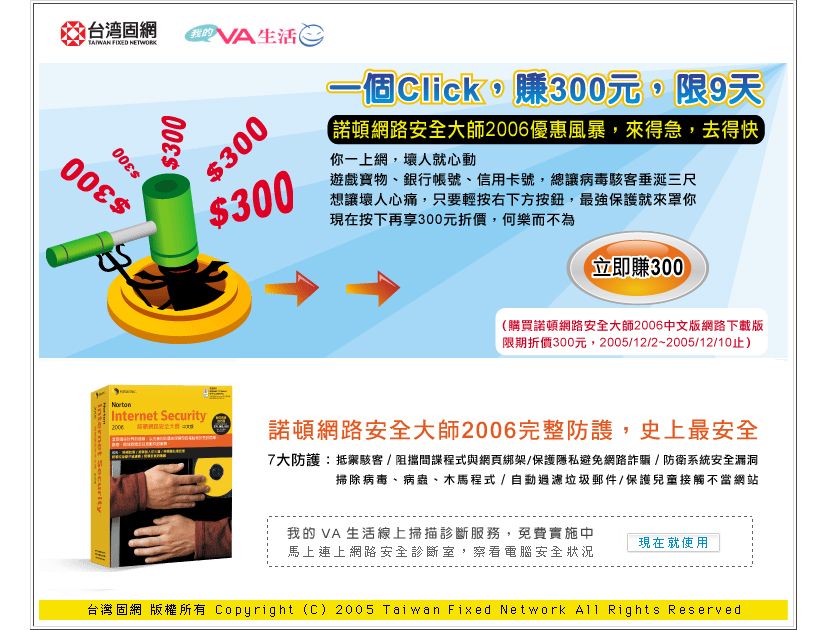 台湾固網
TAIWAN FIXED NETWORK
我的VA生活
一個Click，賺300元，限9天
諾頓網路安全大師2006優惠風暴，來得急，去得快
你一上網，壞人就心動
遊戲寶物、銀行帳號、信用卡號，總讓病毒駭客垂涎三尺
想讓壞人心痛，只要輕按右下方按鈕，最強保護就來罩你
現在按下再享300元折價，何樂而不為
$300
$300
$300
$300
$300
立即賺300
（購買諾頓網路安全大師2006中文版網路下載版
限期折價300元，2005/12/2~2005/12/10止）
Norton
Internet Security
2006 諾頓網路安全大師 中文版
Norton
Internet Security
諾頓網路安全大師2006完整防護，史上最安全
7大防護：抵禦駭客 / 阻擋間諜程式與網頁綁架/保護隱私避免網路詐騙 / 防衛系統安全漏洞
掃除病毒、病蟲、木馬程式 / 自動過濾垃圾郵件/保護兒童接觸不當網站
我的 VA 生活線上掃描診斷服務，免費實施中
馬上連上網路安全診斷室，察看電腦安全狀況
現在就使用
台灣固網 版權所有 Copyright (C) 2005 Taiwan Fixed Network All Rights Reserved